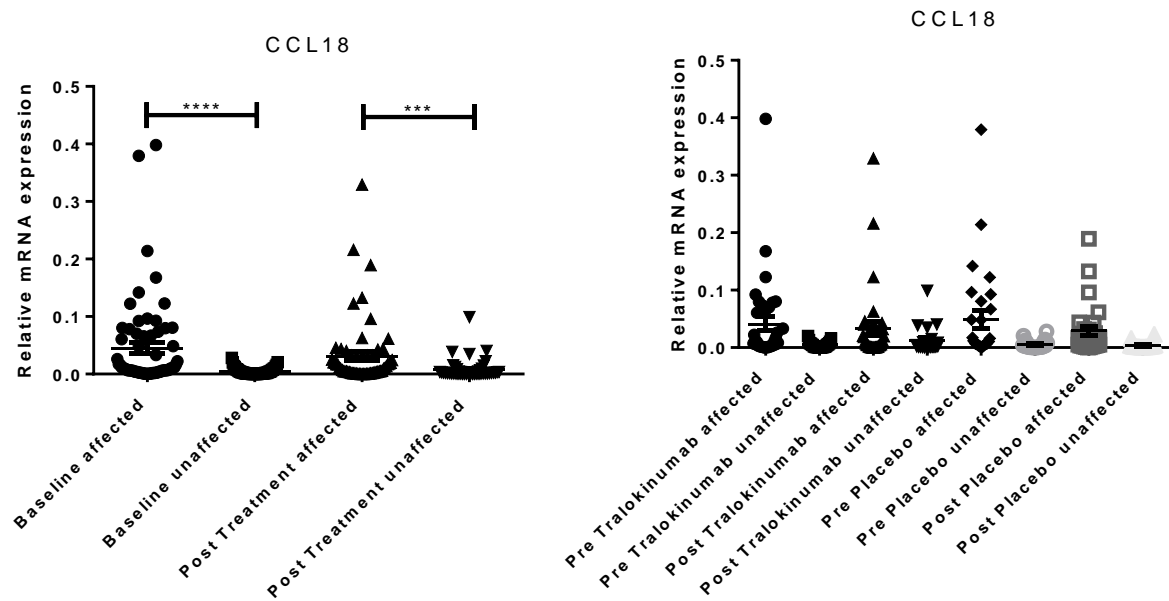 CCL18
Relative mRNA expression
0.5
0.4
0.3
0.2
0.1
0.0
****
***
Baseline affected
Baseline unaffected
Post Treatment affected
Post Treatment unaffected
CCL18
Relative mRNA expression
0.5
0.4
0.3
0.2
0.1
0.0
Pre Tralokinumab affected
Pre Tralokinumab unaffected
Post Tralokinumab affected
Post Tralokinumab unaffected
Pre Placebo affected
Pre Placebo unaffected
Post Placebo affected
Post Placebo unaffected